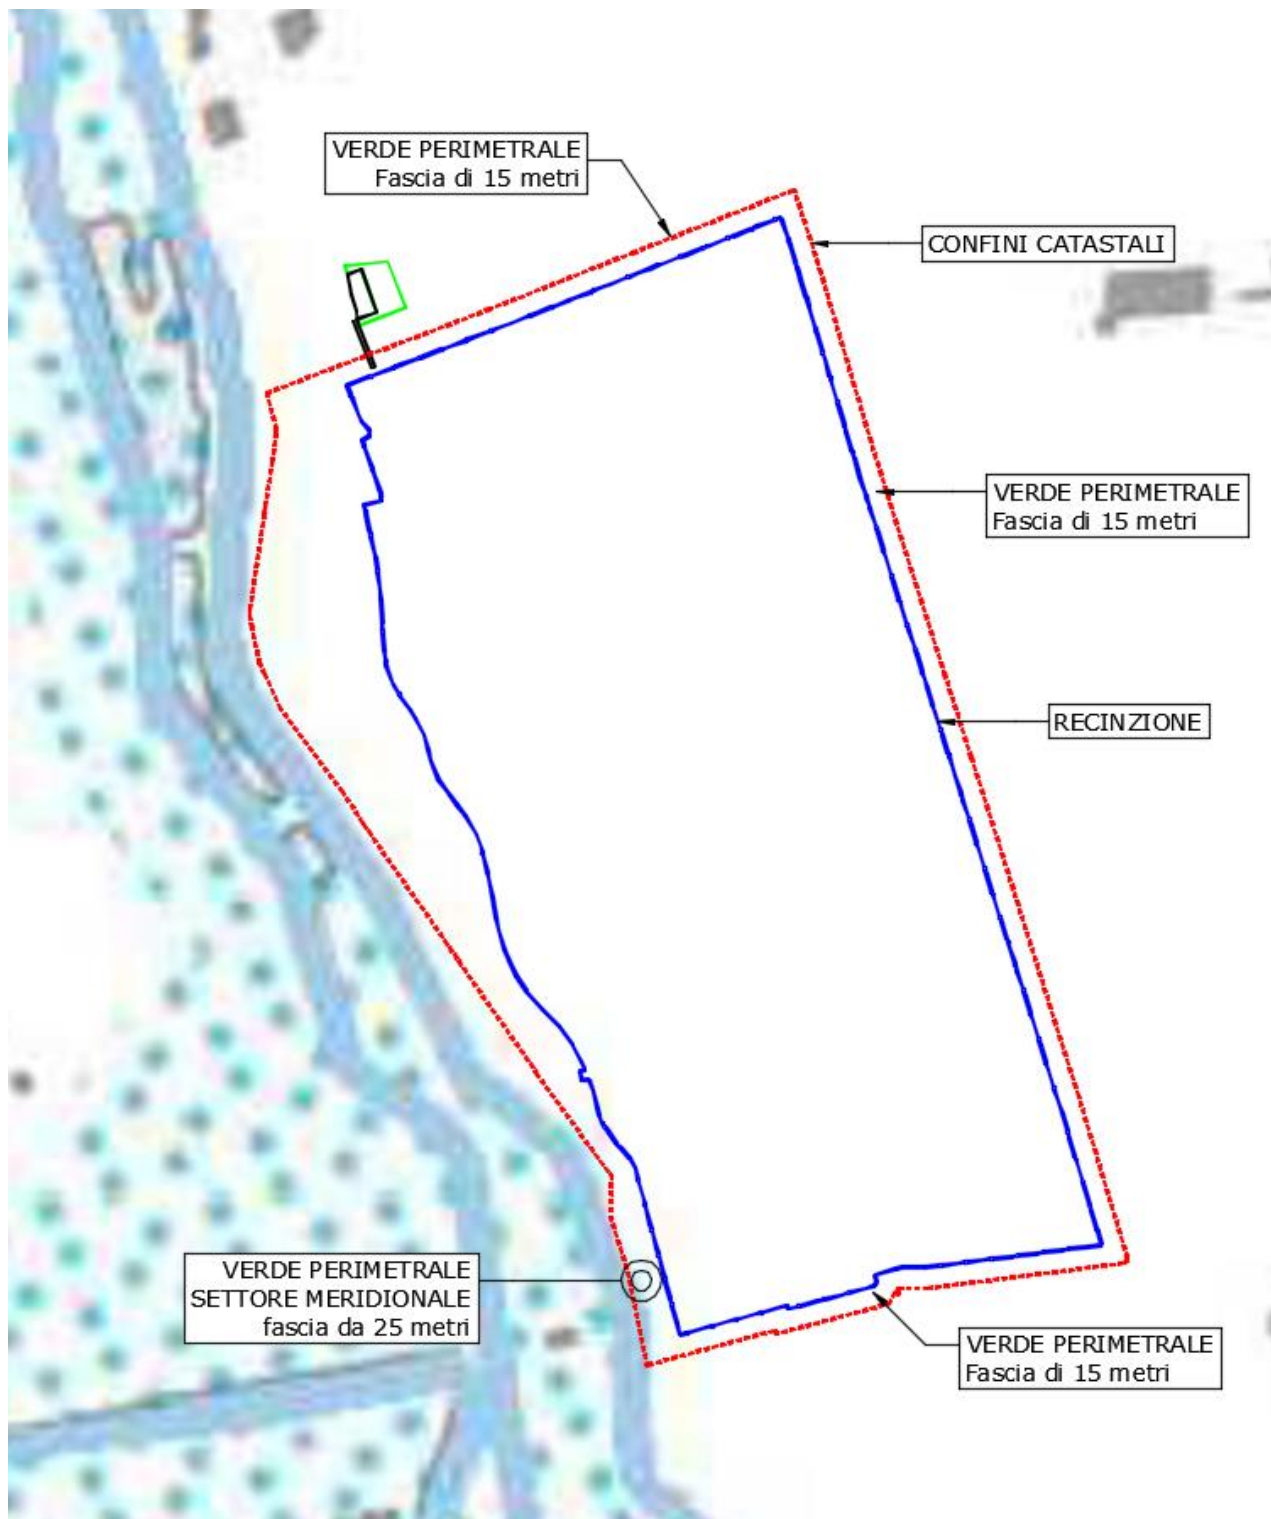 VERDE PERIMETRALE
Fascia di 15 metri
CONFINI CATASTALI
VERDE PERIMETRALE
Fascia di 15 metri
RECINZIONE
VERDE PERIMETRALE
SETTORE MERIDIONALE
fascia da 25 metri
VERDE PERIMETRALE
Fascia di 15 metri